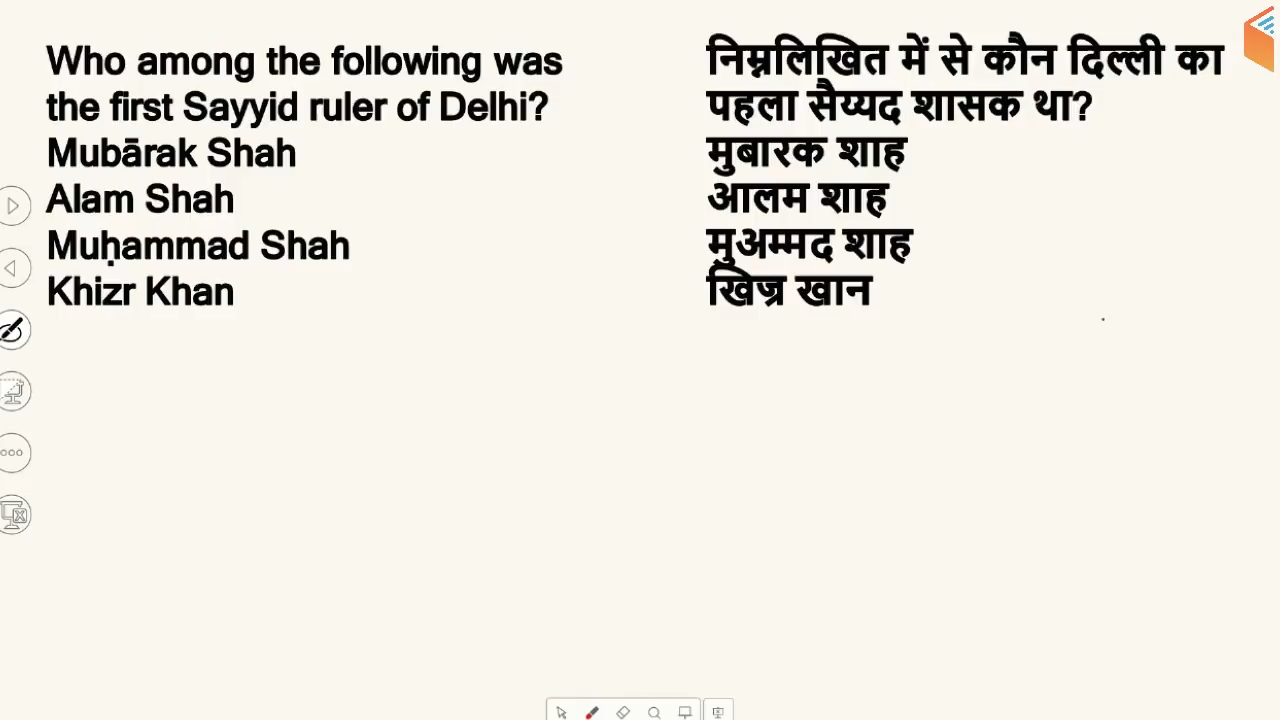 Who among the following was
the first Sayyid ruler of Delhi?
Mubārak Shah
Alam Shah
Muḥammad Shah
Khizr Khan
निम्नलिखित में से कौन दिल्ली का
पहला सैय्यद शासक था?
मुबारक शाह
आलम शाह
मुअम्मद शाह
खिज्र खान